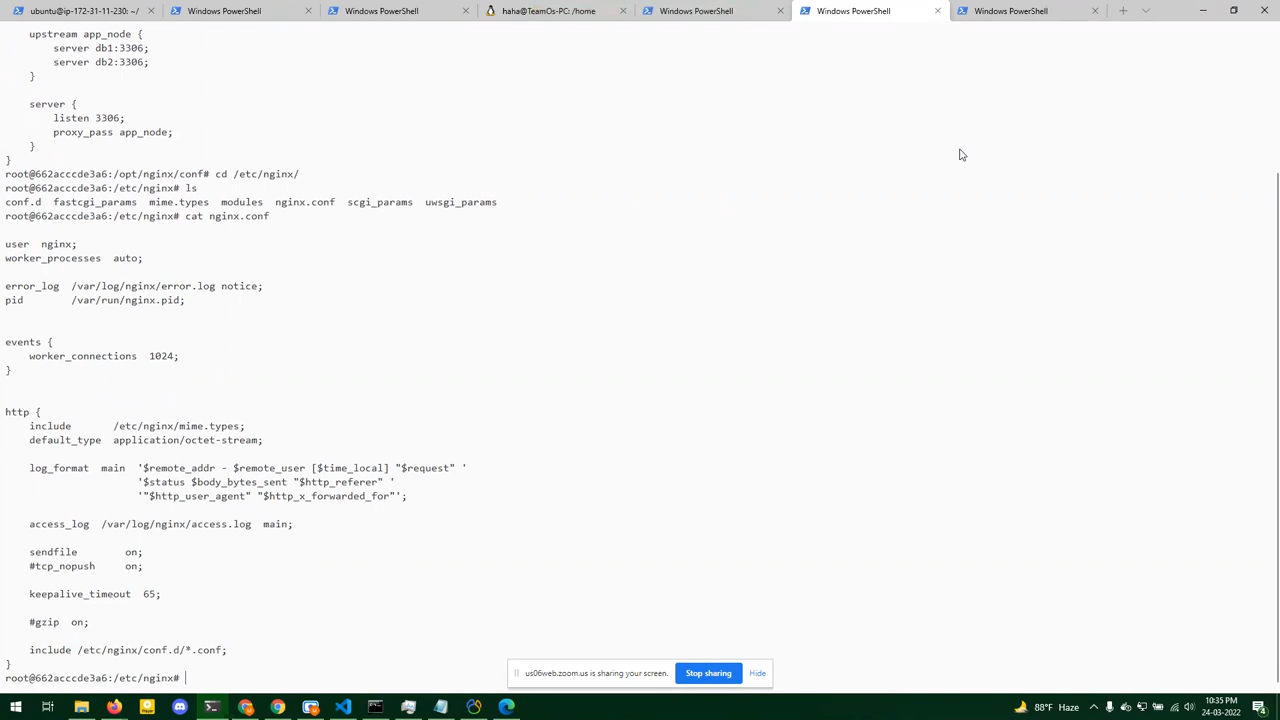 ubuntu@ip-172-31-11-230: ~/
Windows PowerShell
Windows PowerShell
haha@TeamOs-PC: /home
Windows PowerShell
Windows PowerShell
Windows PowerShell
upstream app_node {
server db1:3306;
server db2:3306;
}
server {
listen 3306;
proxy_pass app_node;
}
}
root@662acccde3a6:/opt/nginx/conf# cd /etc/nginx/
root@662acccde3a6:/etc/nginx# ls
conf.d  fastcgi_params  mime.types  modules  nginx.conf  scgi_params  uwsgi_params
root@662acccde3a6:/etc/nginx# cat nginx.conf
user  nginx;
worker_processes  auto;
error_log  /var/log/nginx/error.log notice;
pid        /var/run/nginx.pid;
events {
worker_connections  1024;
}
http {
include       /etc/nginx/mime.types;
default_type  application/octet-stream;
log_format  main  '$remote_addr - $remote_user [$time_local] "$request" '
'$status $body_bytes_sent "$http_referer" '
'"$http_user_agent" "$http_x_forwarded_for"';
access_log  /var/log/nginx/access.log  main;
sendfile        on;
#tcp_nopush     on;
keepalive_timeout  65;
#gzip  on;
include /etc/nginx/conf.d/*.conf;
}
root@662acccde3a6:/etc/nginx#
us06web.zoom.us is sharing your screen.
Stop sharing
Hide
88°F Haze
10:35 PM
24-03-2022
4